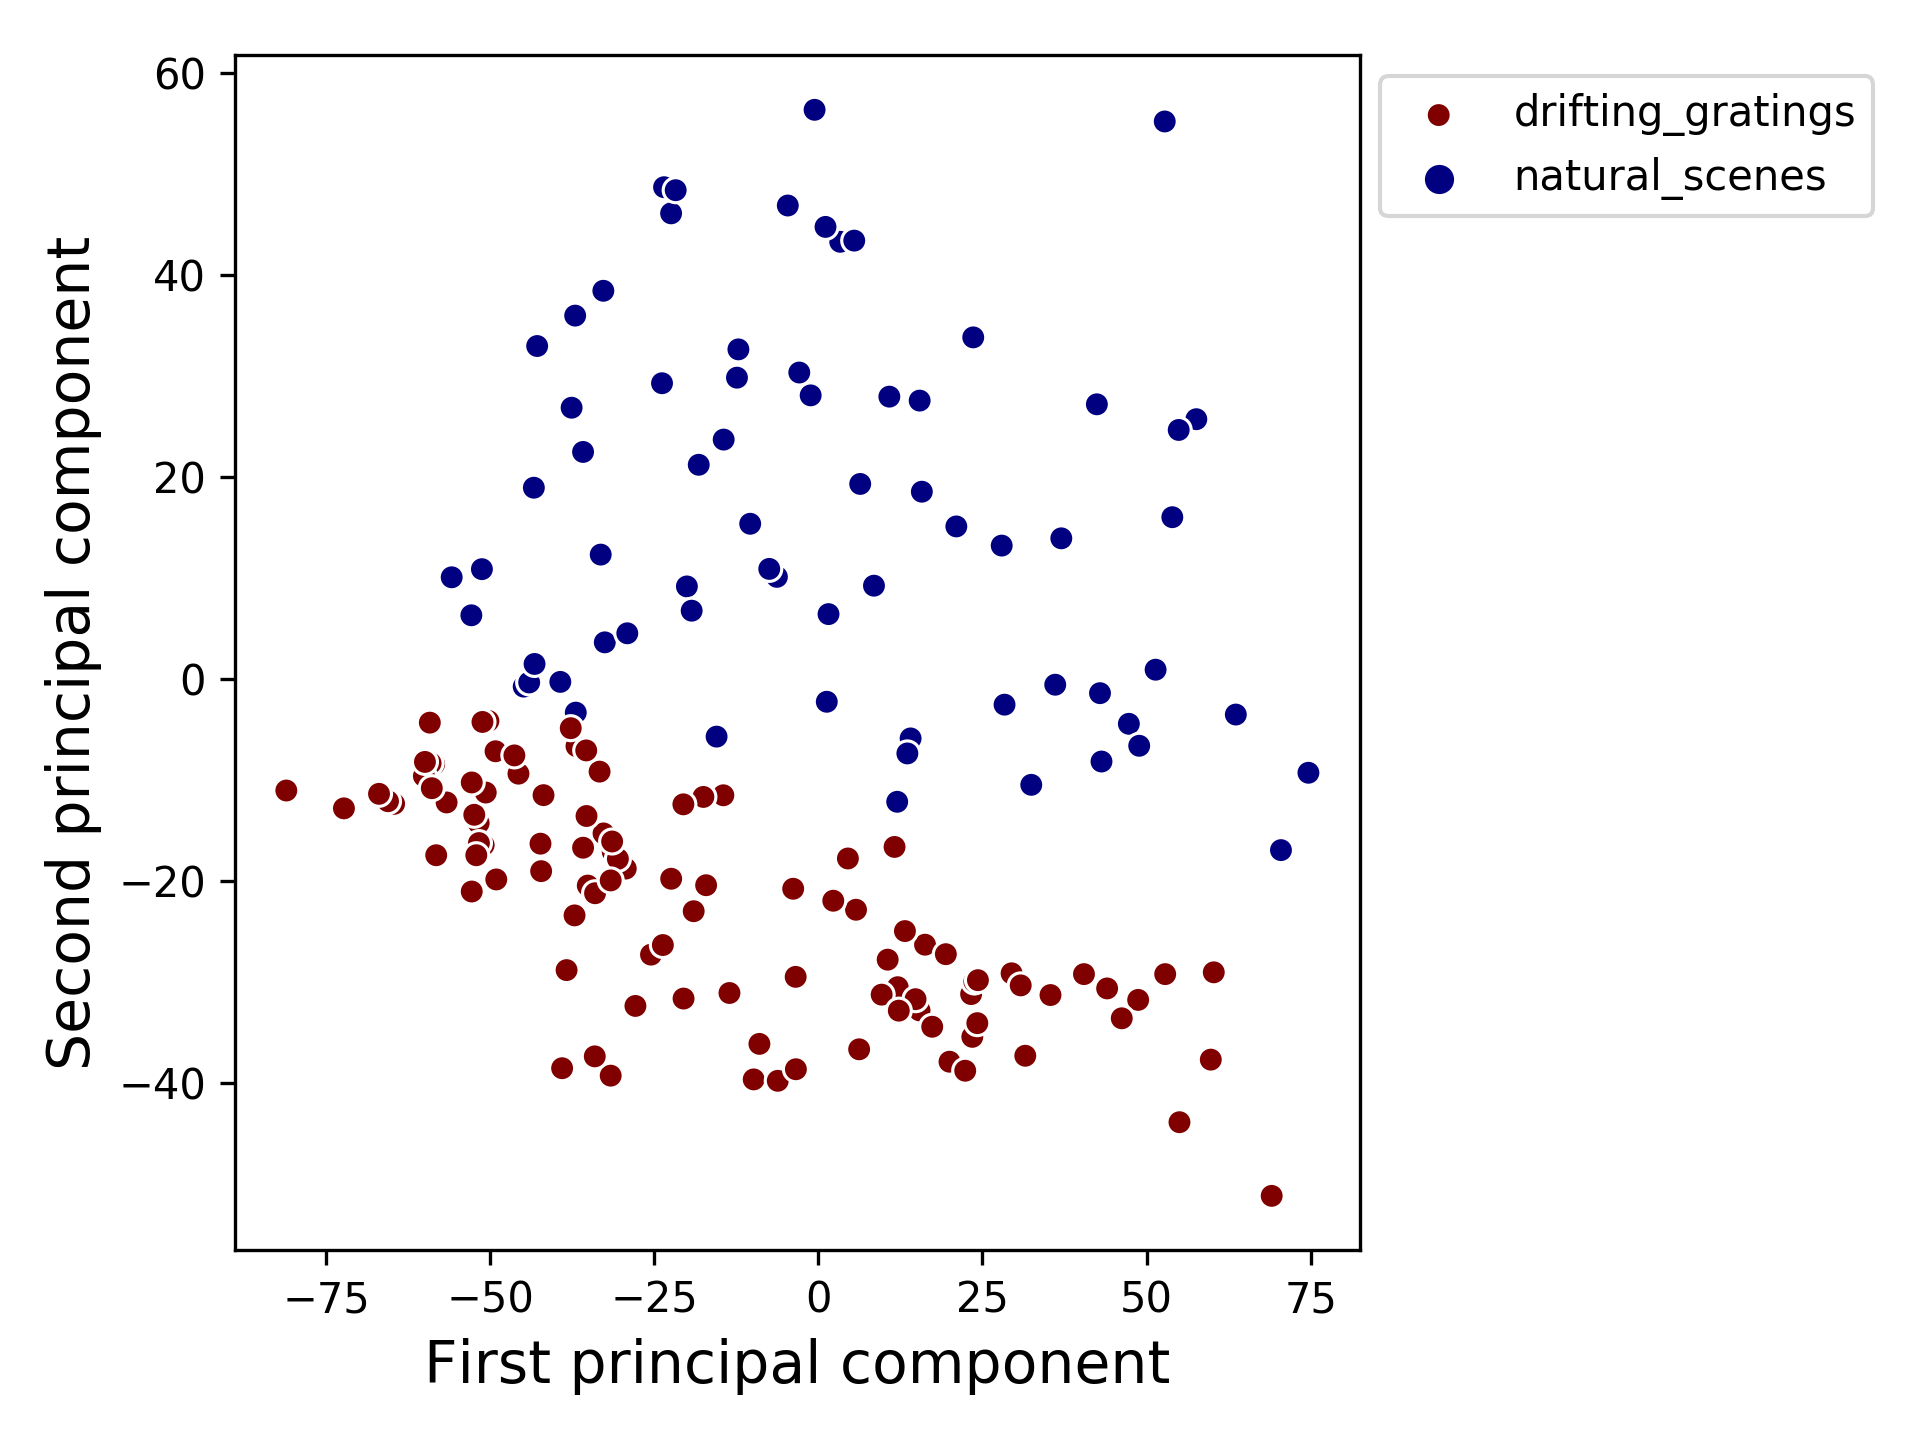 60
40
20
0
−20
−40
−75 −50 −25 0 25 50 75
First principal component
Second principal component
drifting_gratings
natural_scenes